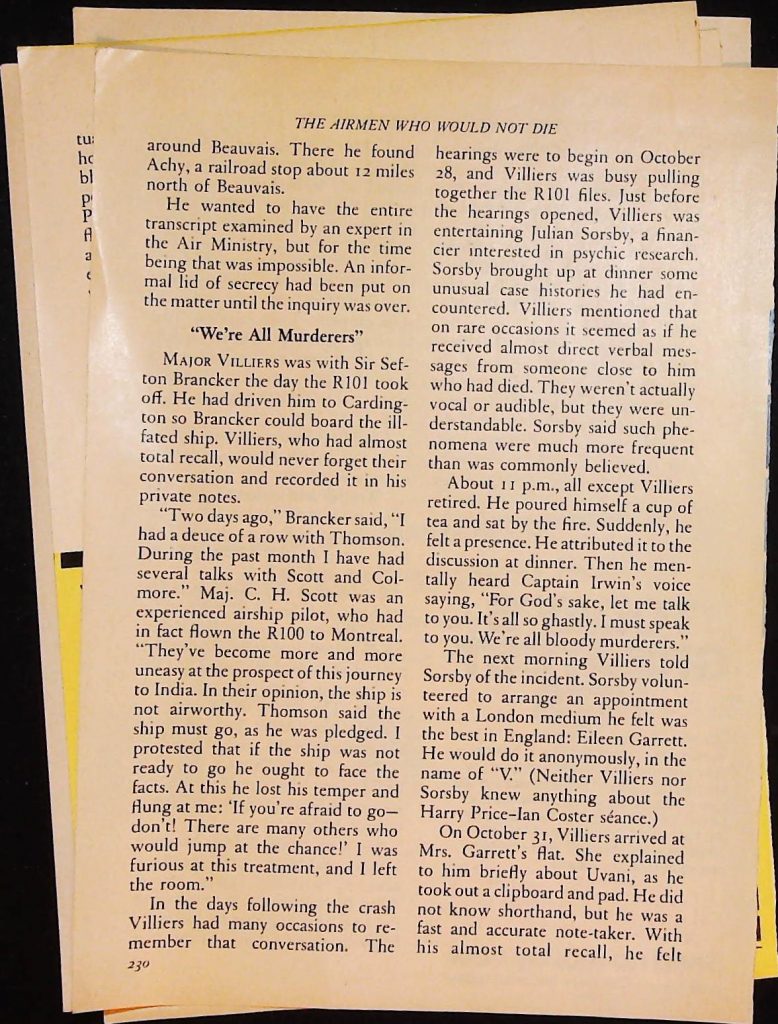 THE AIRMEN WHO WOULD NOT DIE
around Beauvais. There he found
Achy, a railroad stop about 12 miles
north of Beauvais.
He wanted to have the entire
transcript examined by an expert in
the Air Ministry, but for the time
being that was impossible. An infor-
mal lid of secrecy had been put on
the matter until the inquiry was over.
“We're All Murderers”
MAJOR VILLIERS was with Sir Sef-
ton Brancker the day the R101 took
off. He had driven him to Carding-
ton so Brancker could board the ill-
fated ship. Villiers, who had almost
total recall, would never forget their
conversation and recorded it in his
private notes.
“Two days ago,” Brancker said, “I
had a deuce of a row with Thomson.
During the past month I have had
several talks with Scott and Col-
more.” Maj. C. H. Scott was an
experienced airship pilot, who had
in fact flown the R100 to Montreal.
“They've become more and more
uneasy at the prospect of this journey
to India. In their opinion, the ship is
not airworthy. Thomson said the
ship must go, as he was pledged. I
protested that if the ship was not
ready to go he ought to face the
facts. At this he lost his temper and
flung at me: ‘If you're afraid to go—
don't! There are many others who
would jump at the chance!’ I was
furious at this treatment, and I left
the room.”
In the days following the crash
Villiers had many occasions to re-
member that conversation. The
hearings were to begin on October
28, and Villiers was busy pulling
together the R101 files. Just before
the hearings opened, Villiers was
entertaining Julian Sorsby, a finan-
cier interested in psychic research.
Sorsby brought up at dinner some
unusual case histories he had en-
countered. Villiers mentioned that
on rare occasions it seemed as if he
received almost direct verbal mes-
sages from someone close to him
who had died. They weren't actually
vocal or audible, but they were un-
derstandable. Sorsby said such phe-
nomena were much more frequent
than was commonly believed.
About 11 p.m., all except Villiers
retired. He poured himself a cup of
tea and sat by the fire. Suddenly, he
felt a presence. He attributed it to the
discussion at dinner. Then he men-
tally heard Captain Irwin's voice
saying, “For God's sake, let me talk
to you. It's all so ghastly. I must speak
to you. We're all bloody murderers.”
The next morning Villiers told
Sorsby of the incident. Sorsby volun-
teered to arrange an appointment
with a London medium he felt was
the best in England: Eileen Garrett.
He would do it anonymously, in the
name of “V.” (Neither Villiers nor
Sorsby knew anything about the
Harry Price–Ian Coster séance.)
On October 31, Villiers arrived at
Mrs. Garrett's flat. She explained
to him briefly about Uvani, as he
took out a clipboard and pad. He did
not know shorthand, but he was a
fast and accurate note-taker. With
his almost total recall, he felt
230